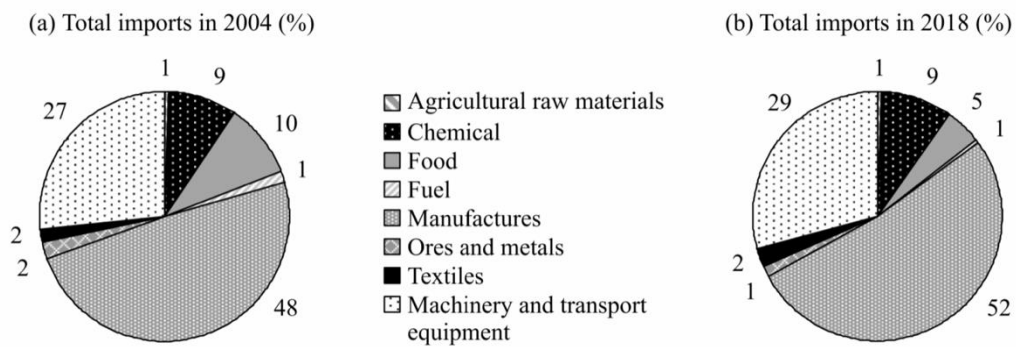 (a) Total imports in 2004 (%)
1
9
10
1
48
2
2
27
Agricultural raw materials
Chemical
Food
Fuel
Manufactures
Ores and metals
Textiles
Machinery and transport
equipment
(b) Total imports in 2018 (%)
1
9
5
1
52
1
2
29